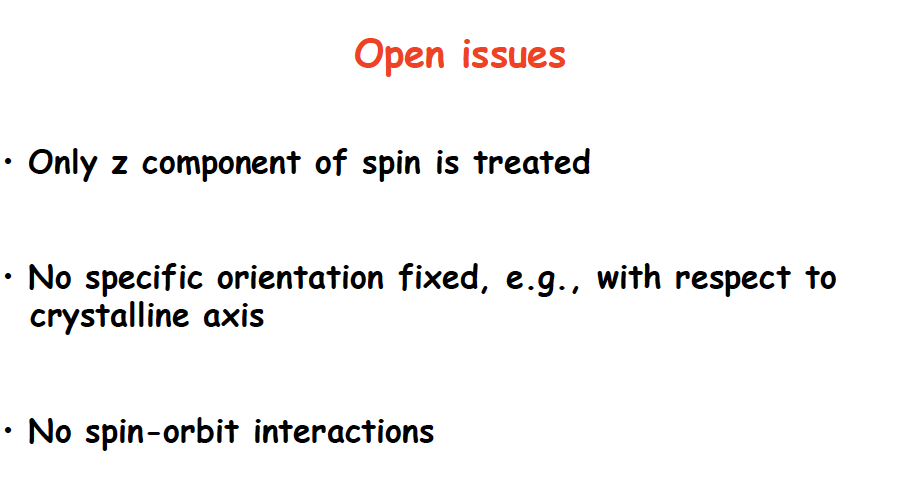 Open issues
• Only z component of spin is treated
• No specific orientation fixed, e.g., with respect to
crystalline axis
• No spin-orbit interactions